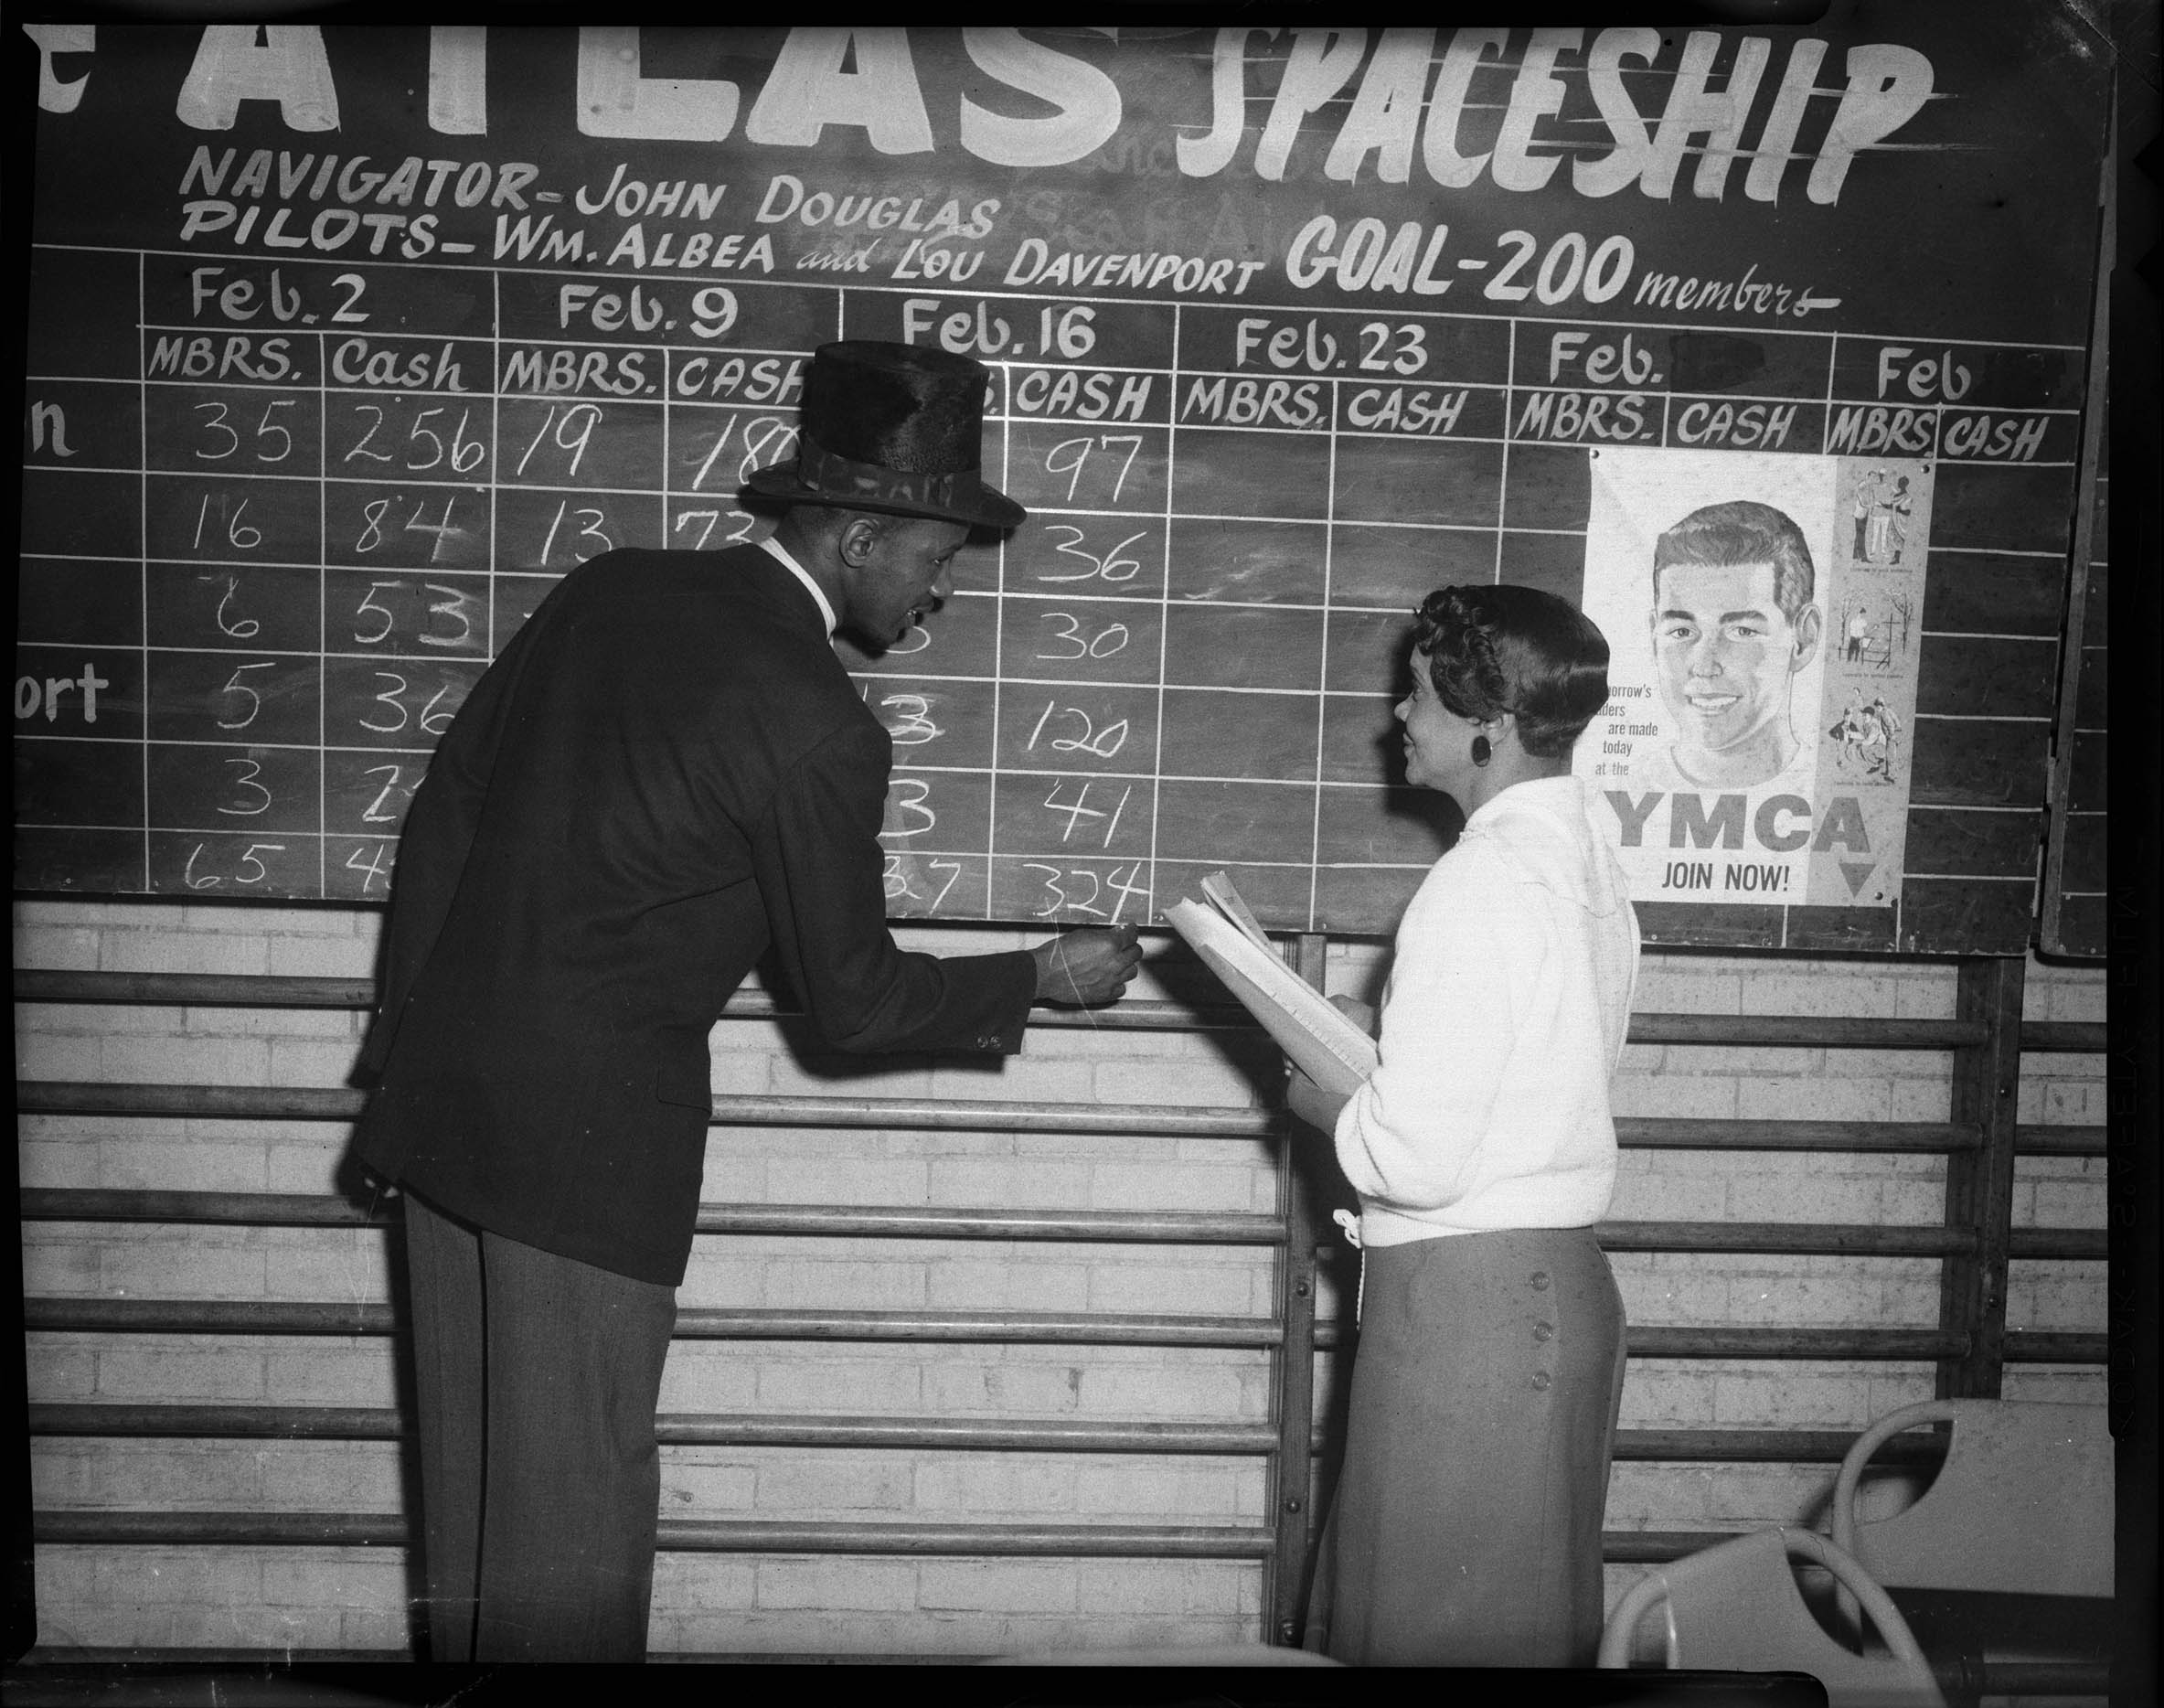 ATLAS SPACESHIP
NAVIGATOR- JOHN DOUGLAS
PILOTS- WM. ALBEA and LOU DAVENPORT GOAL-200 members
Feb. 2 Feb. 9 Feb. 16 Feb. 23 Feb. Feb
MBRS. Cash MBRS. CASH CASH MBRS. CASH MBRS. CASH MBRS CASH
35 256 19 97
16 84 13 72 36
6 53 30
5 36 120
3 3 41
65 37 324
are made
today
at the
YMCA
JOIN NOW!